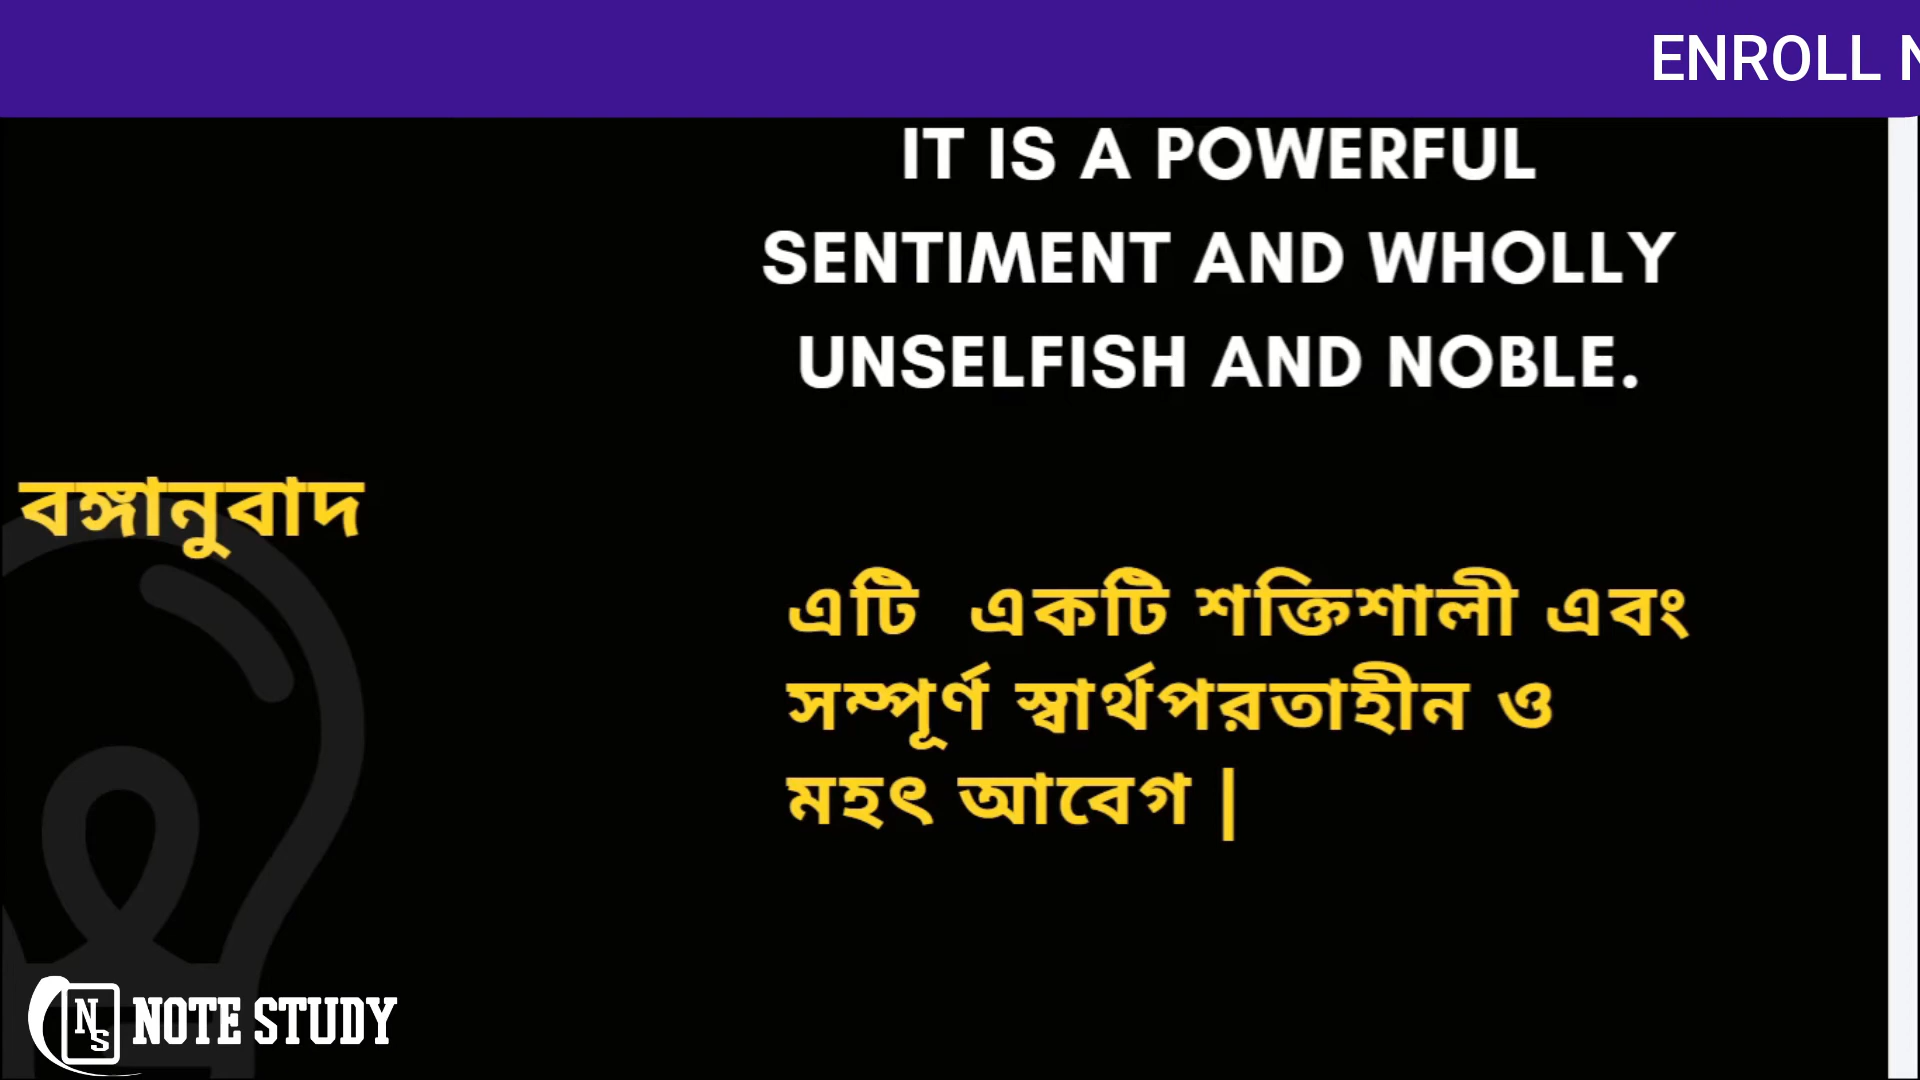 ENROLL
IT IS A POWERFUL
SENTIMENT AND WHOLLY
UNSELFISH AND NOBLE.
বঙ্গানুবাদ
এটি একটি শক্তিশালী এবং
সম্পূর্ণ স্বার্থপরতাহীন ও
মহৎ আবেগ |
NS NOTE STUDY